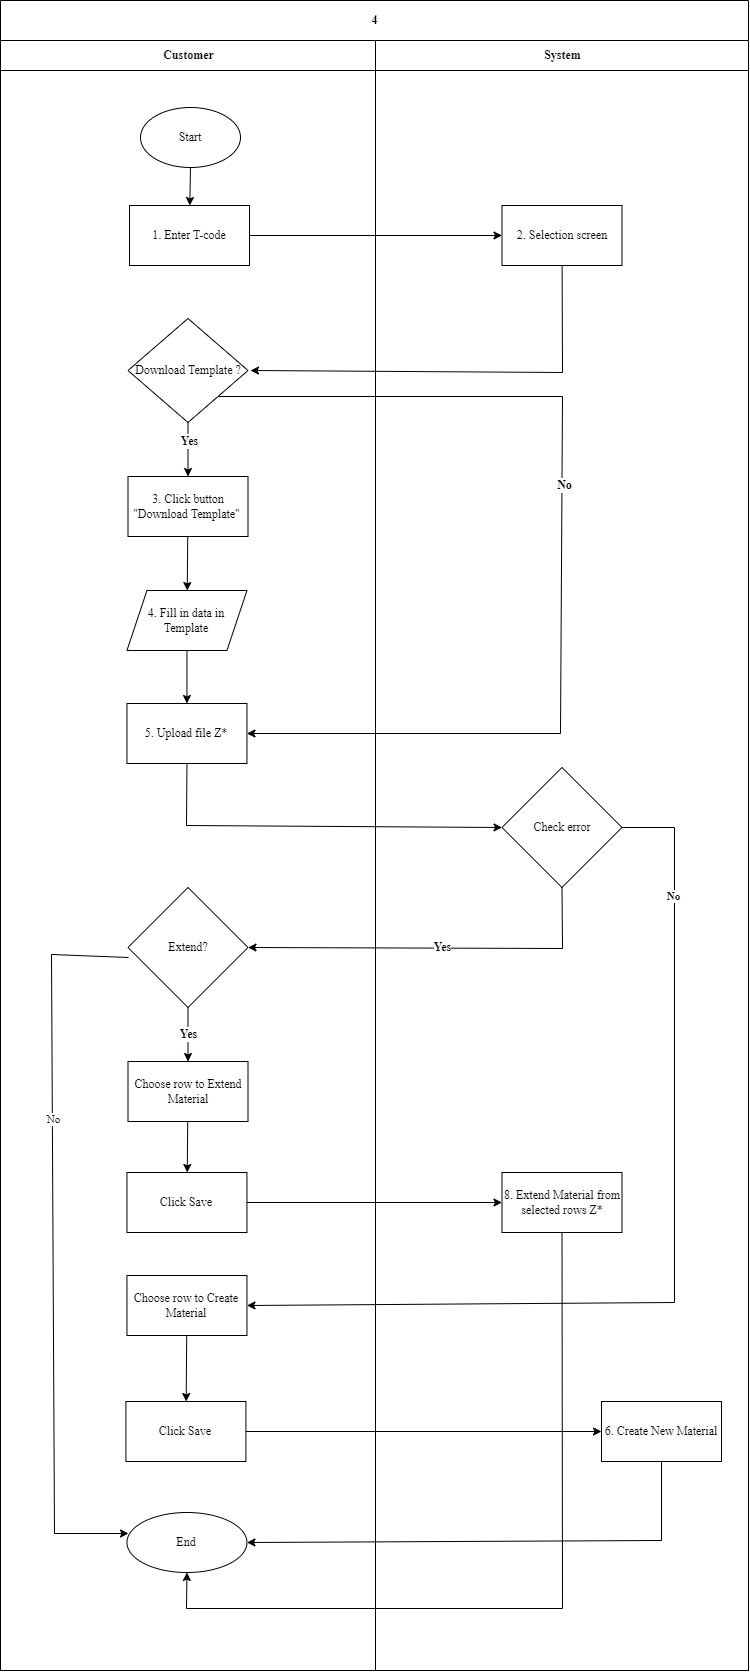 4
Customer
System
Start
1. Enter T-code
2. Selection screen
Download Template ?
Yes
No
3. Click button
"Download Template"
4. Fill in data in
Template
5. Upload file Z*
Check error
No
Extend?
Yes
Yes
Choose row to Extend
Material
No
Click Save
8. Extend Material from
selected rows Z*
Choose row to Create
Material
Click Save
6. Create New Material
End